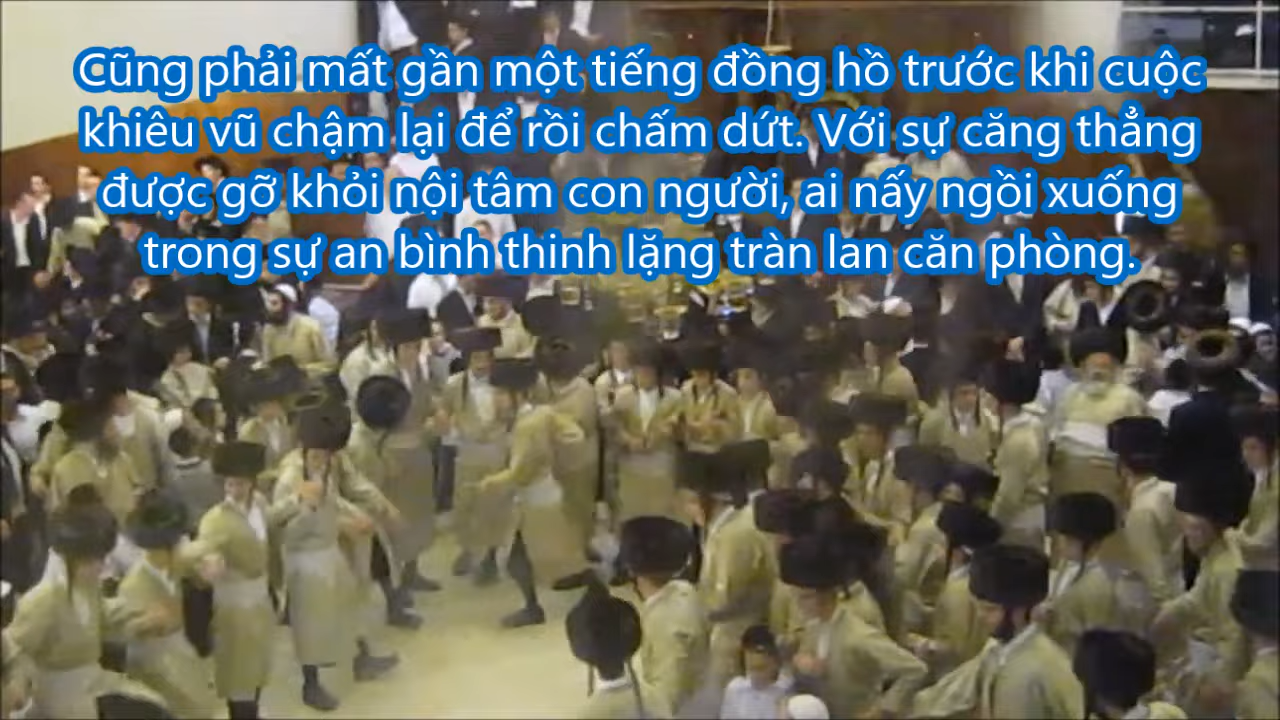 Cũng phải mất gần một tiếng đồng hồ trước khi cuộc
khiêu vũ chậm lại để rồi chấm dứt. Với sự căng thẳng
được gỡ khỏi nội tâm con người, ai nấy ngồi xuống
trong sự an bình thinh lặng tràn lan căn phòng.